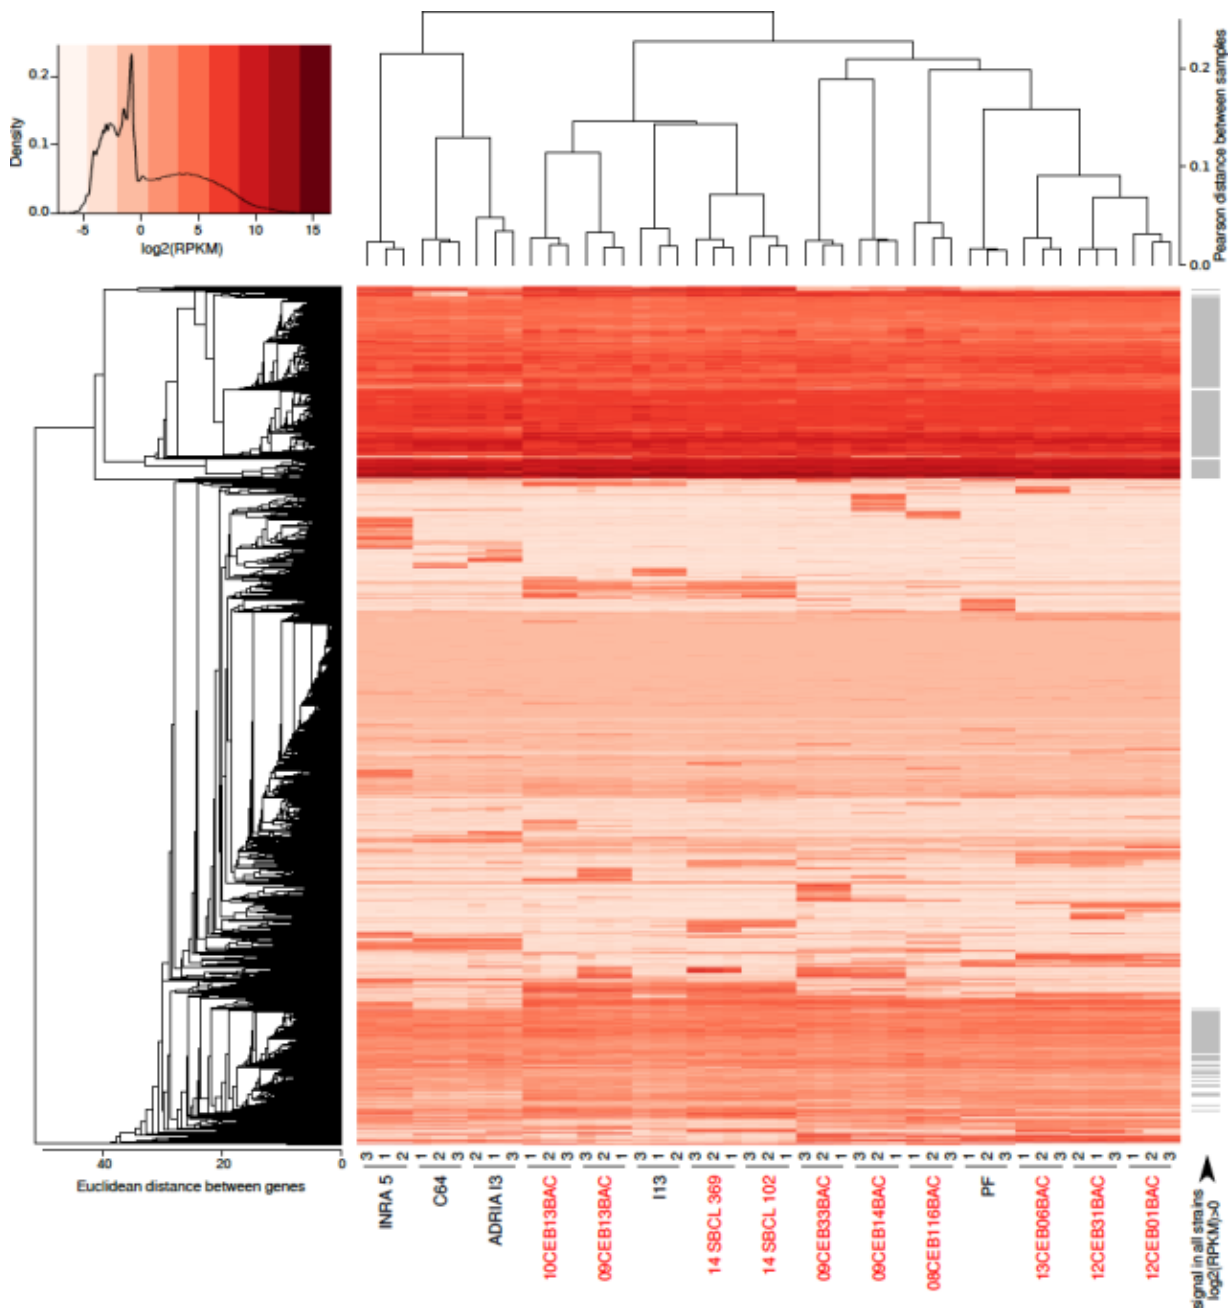 0.2
0.1
0.0
Density
-5 0 5 10 15
log2(RPKM)
0.2
0.1
0.0
Pearson distance between samples
40 20 0
Euclidean distance between genes
3 1 2 1 2 3 2 1 3 1 2 3 2 3 1 3 1 2 3 2 1 3 2 1 3 2 1 3 2 1 1 2 3 1 2 3 1 2 3 2 3 1 1 2 3
INRA 5
C64
ADRIA I3
10CEB13BAC
09CEB13BAC
I13
14 SBCL 369
14 SBCL 102
09CEB33BAC
09CEB14BAC
08CEB116BAC
PF
13CEB06BAC
12CEB31BAC
12CEB01BAC
signal in all strains
log2(RPKM)>0